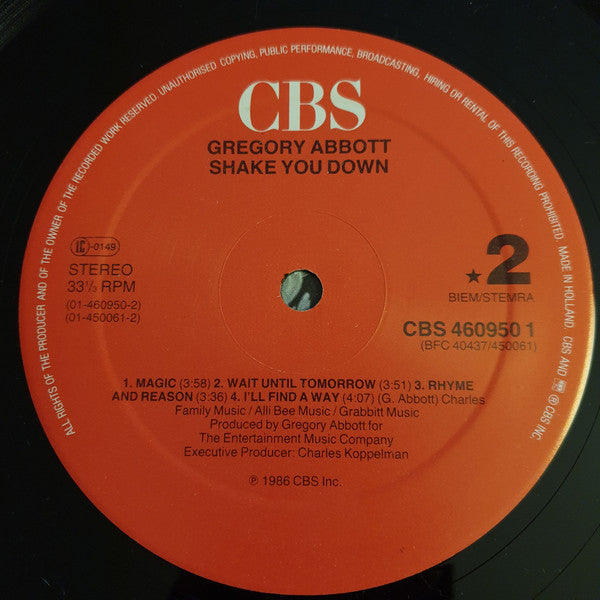 ALL RIGHTS OF THE PRODUCER AND OF THE OWNER OF THE RECORDED WORK RESERVED. UNAUTHORISED COPYING, PUBLIC PERFORMANCE, BROADCASTING, HIRING OR RENTAL OF THIS RECORDING PROHIBITED. MADE IN HOLLAND. CBS AND ® CBS INC.
CBS
GREGORY ABBOTT
SHAKE YOU DOWN
LC-0149
STEREO
33⅓ RPM
(01-460950-2)
(01-450061-2)
★2
BIEM/STEMRA
CBS 460950 1
(BFC 40437/450061)
1. MAGIC (3:58) 2. WAIT UNTIL TOMORROW (3:51) 3. RHYME
AND REASON (3:36) 4. I'LL FIND A WAY (4:07) (G. Abbott) Charles
Family Music / Alli Bee Music / Grabbitt Music
Produced by Gregory Abbott for
The Entertainment Music Company
Executive Producer: Charles Koppelman
℗ 1986 CBS Inc.